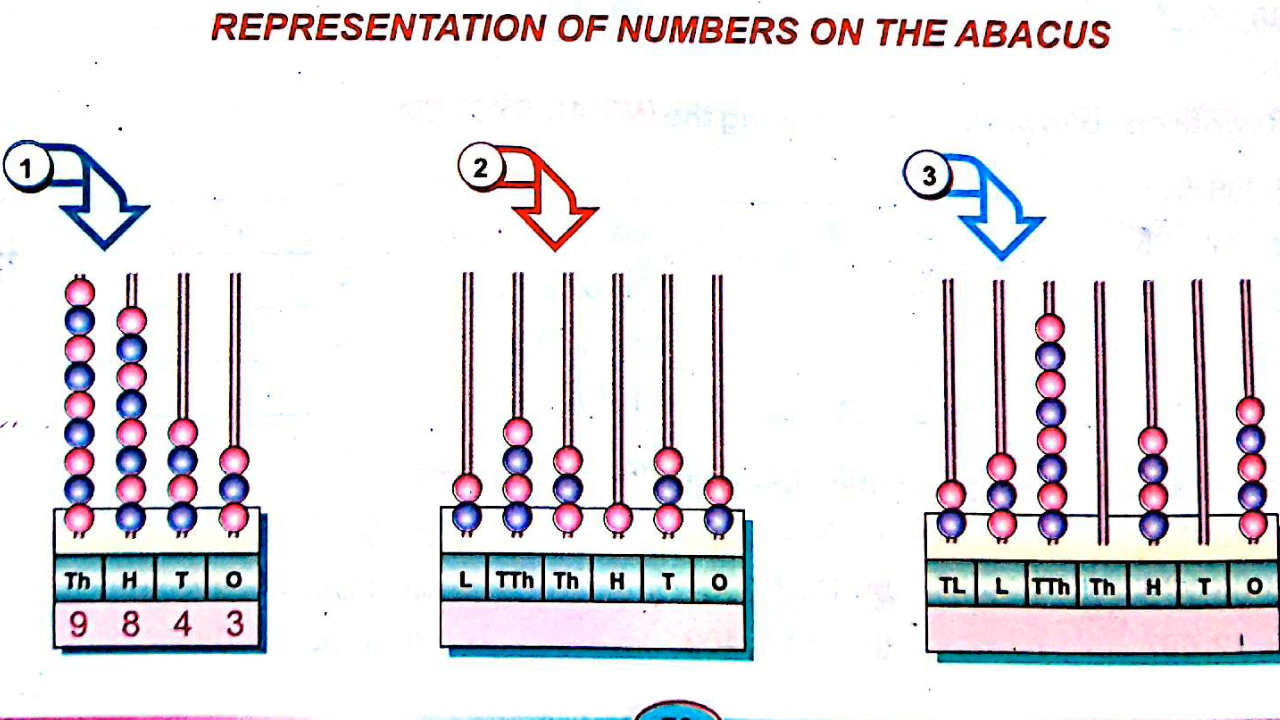 REPRESENTATION OF NUMBERS ON THE ABACUS
1 2 3
Th H T O
9 8 4 3
L TTh Th H T O
TL L TTh Th H T O